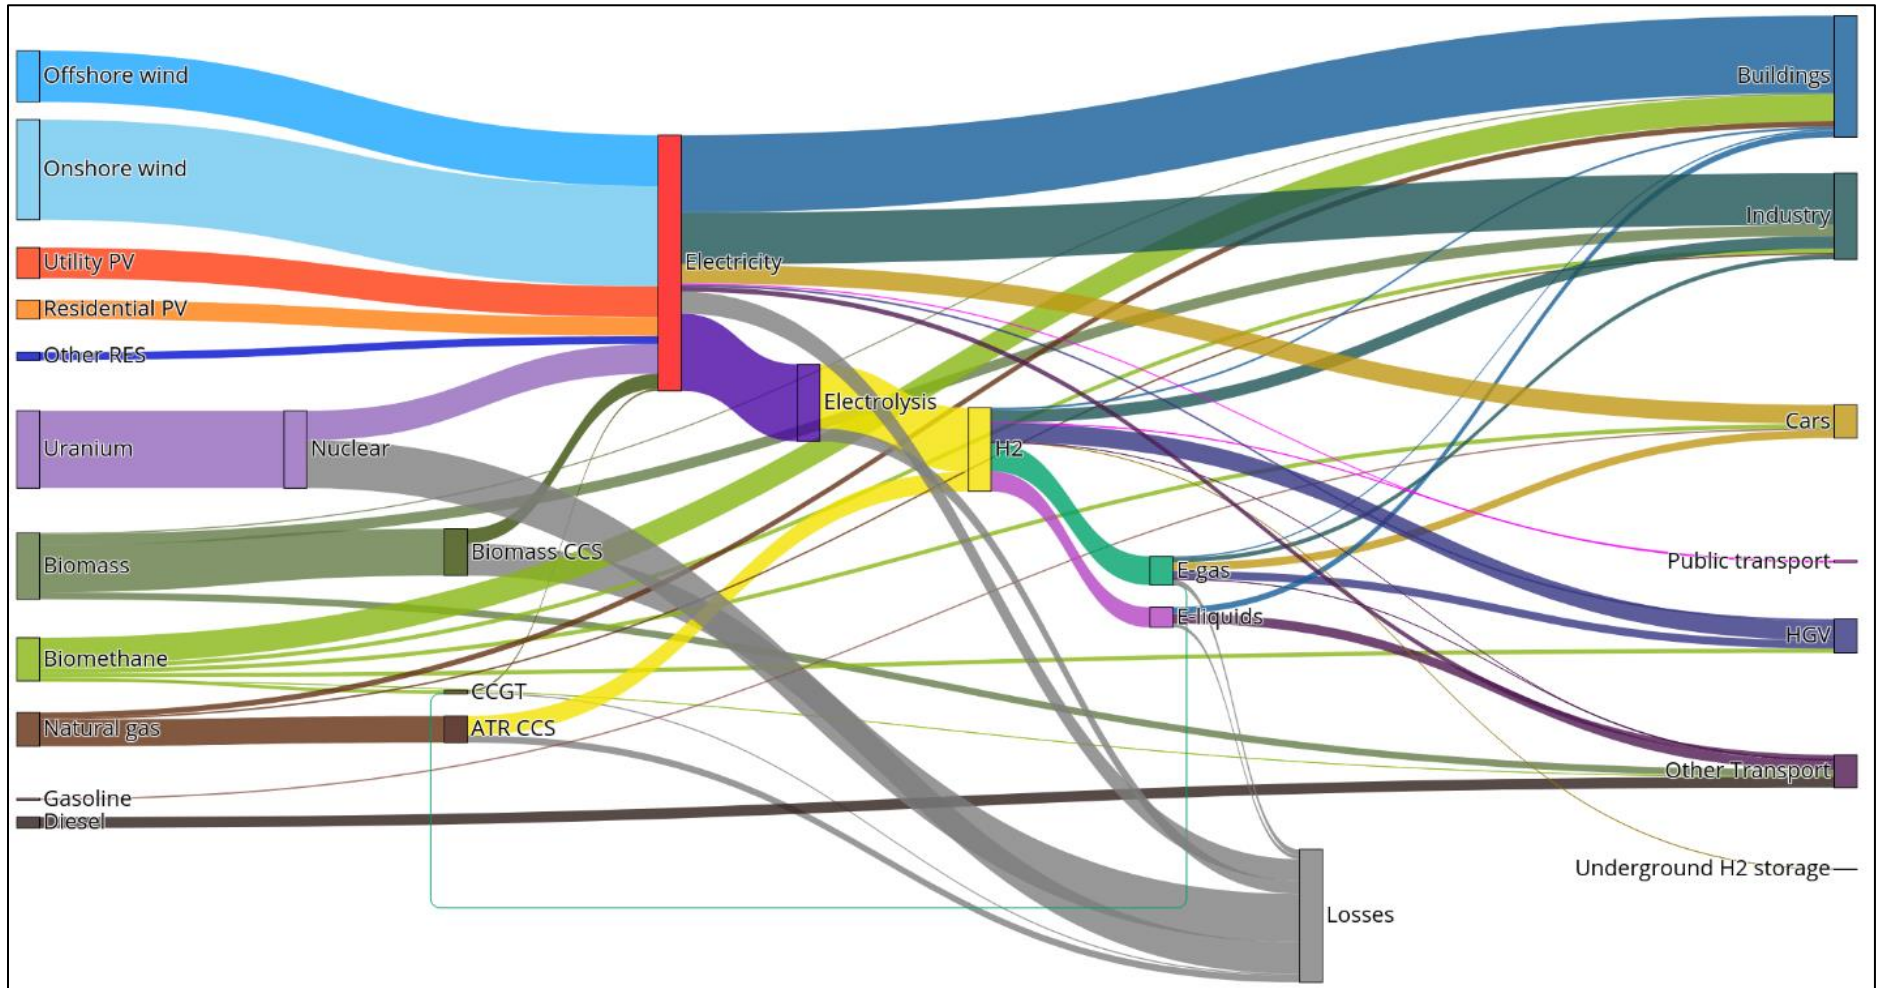 Offshore wind
Onshore wind
Utility PV
Residential PV
Other RES
Uranium
Nuclear
Biomass
Biomass CCS
Biomethane
CCGT
Natural gas
ATR CCS
Gasoline
Diesel
Electricity
Electrolysis
H2
E-gas
E-liquids
Losses
Buildings
Industry
Cars
Public transport
HGV
Other Transport
Underground H2 storage